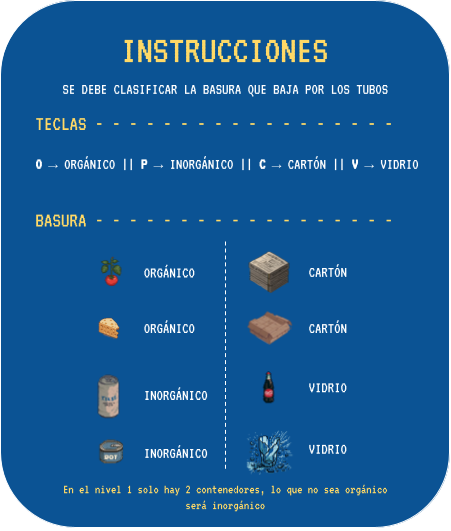 INSTRUCCIONES
SE DEBE CLASIFICAR LA BASURA QUE BAJA POR LOS TUBOS
TECLAS - - - - - - - - - - - - - - - - - -
O → ORGÁNICO || P → INORGÁNICO || C → CARTÓN || V → VIDRIO
BASURA - - - - - - - - - - - - - - - - - -
ORGÁNICO
ORGÁNICO
INORGÁNICO
INORGÁNICO
CARTÓN
CARTÓN
VIDRIO
VIDRIO
En el nivel 1 solo hay 2 contenedores, lo que no sea orgánico
será inorgánico